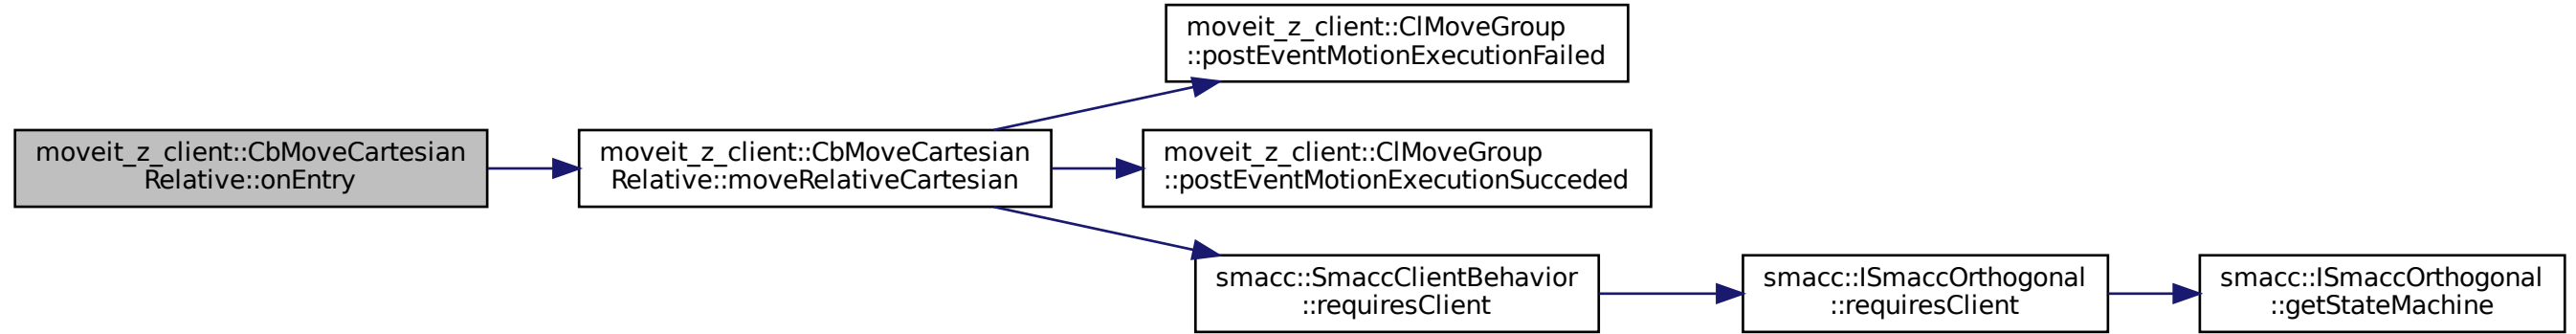 moveit_z_client::CbMoveCartesian
Relative::onEntry
moveit_z_client::CbMoveCartesian
Relative::moveRelativeCartesian
moveit_z_client::ClMoveGroup
::postEventMotionExecutionFailed
moveit_z_client::ClMoveGroup
::postEventMotionExecutionSucceded
smacc::SmaccClientBehavior
::requiresClient
smacc::ISmaccOrthogonal
::requiresClient
smacc::ISmaccOrthogonal
::getStateMachine